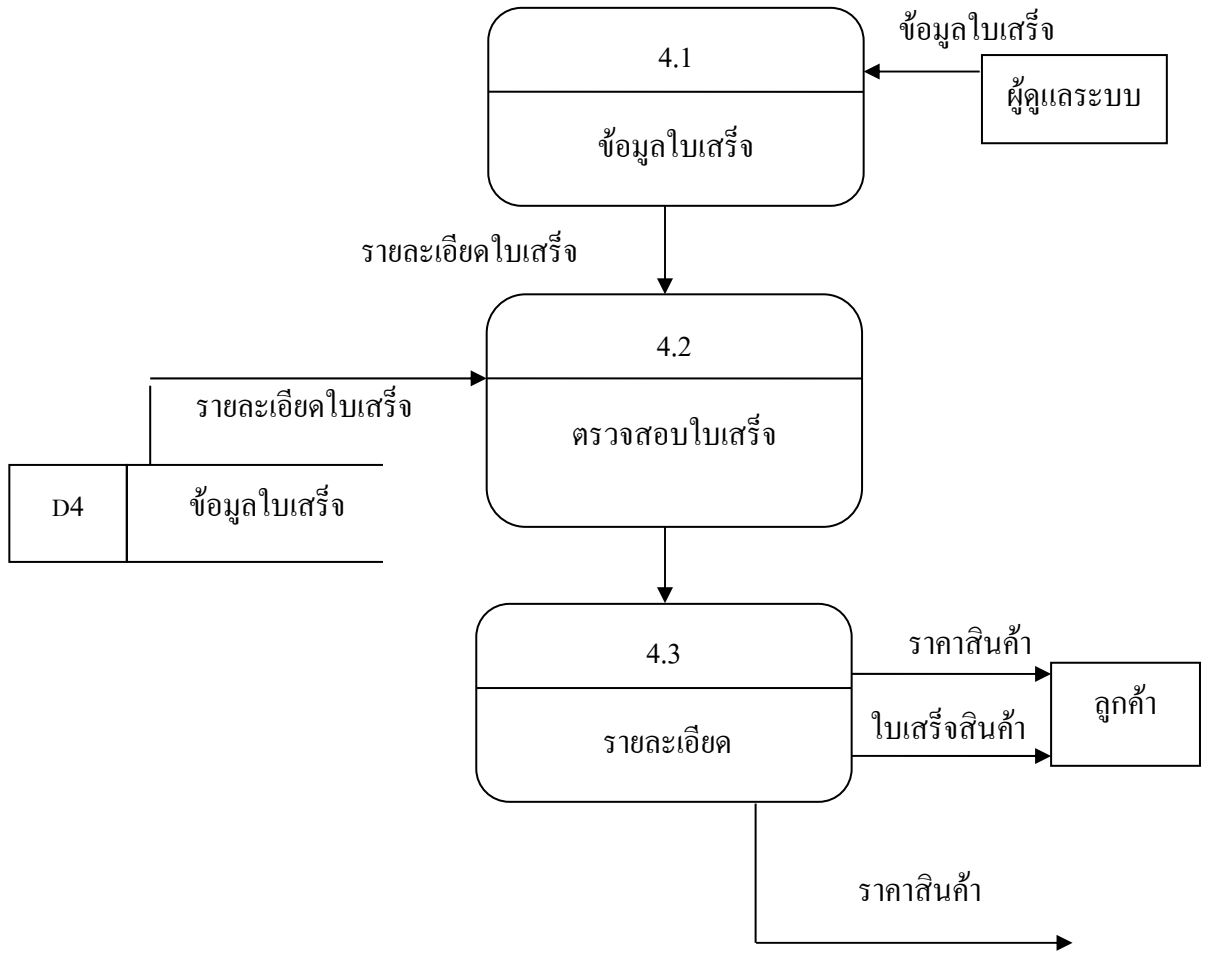 ข้อมูลใบเสร็จ
4.1
ผู้ดูแลระบบ
ข้อมูลใบเสร็จ
รายละเอียดใบเสร็จ
4.2
รายละเอียดใบเสร็จ
ตรวจสอบใบเสร็จ
D4
ข้อมูลใบเสร็จ
4.3
ราคาสินค้า
ลูกค้า
ใบเสร็จสินค้า
รายละเอียด
ราคาสินค้า